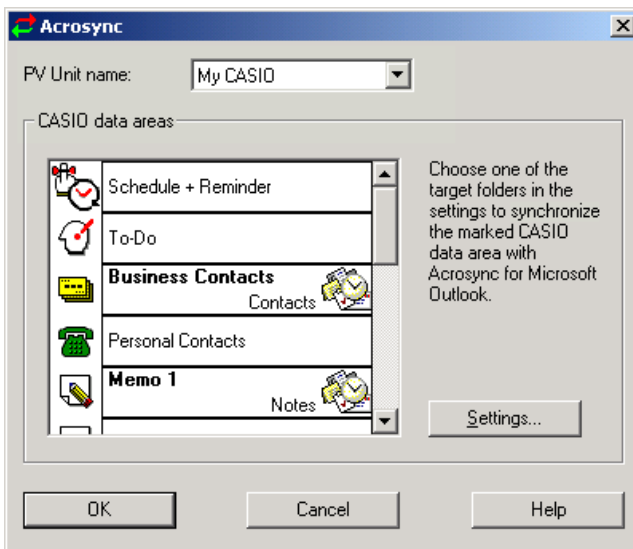 Acrosync
PV Unit name:
My CASIO
CASIO data areas
Schedule + Reminder
To-Do
Business Contacts
Contacts
Personal Contacts
Memo 1
Notes
Choose one of the
target folders in the
settings to synchronize
the marked CASIO
data area with
Acrosync for Microsoft
Outlook.
Settings...
OK
Cancel
Help